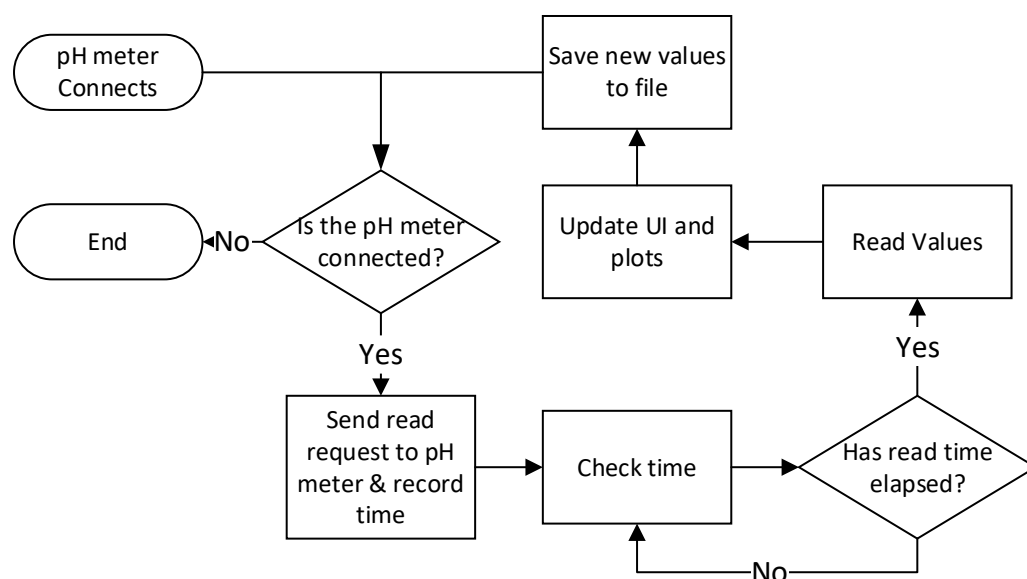 pH meter
Connects
Save new values
to file
Is the pH meter
connected?
No
End
Update UI and
plots
Read Values
Yes
Yes
Send read
request to pH
meter & record
time
Check time
Has read time
elapsed?
No